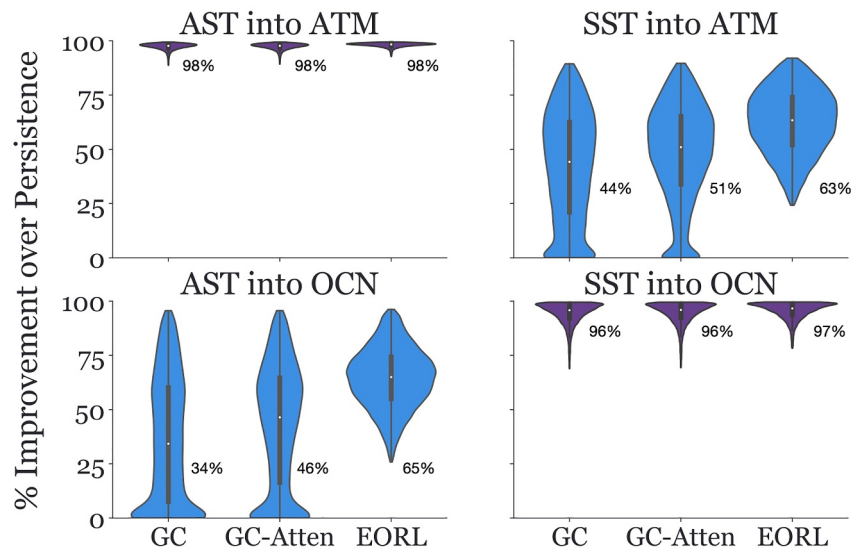 AST into ATM
SST into ATM
% Improvement over Persistence
100
75
50
25
0
98%
98%
98%
44%
51%
63%
AST into OCN
SST into OCN
100
75
50
25
0
34%
46%
65%
96%
96%
97%
GC
GC-Atten
EORL
GC
GC-Atten
EORL